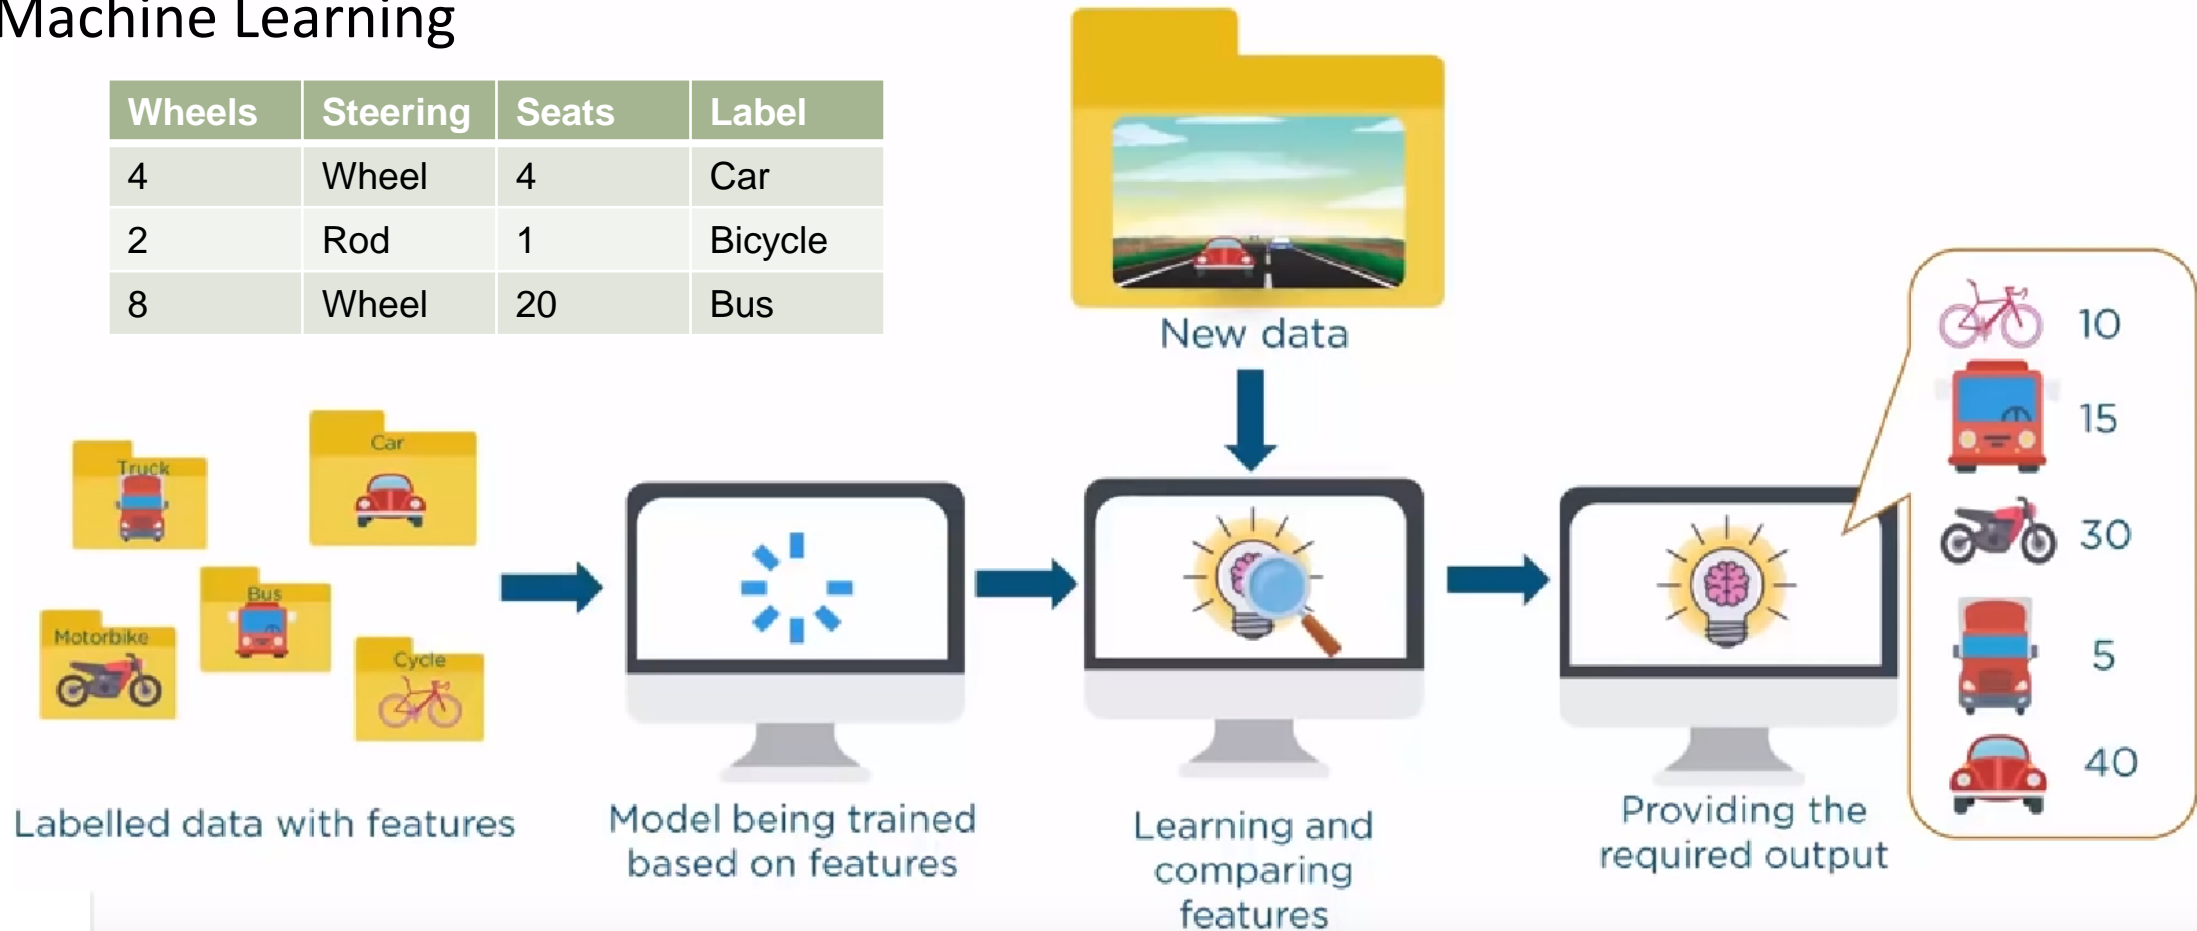 Machine Learning
Wheels Steering Seats Label
4 Wheel 4 Car
2 Rod 1 Bicycle
8 Wheel 20 Bus
New data
Truck
Car
Motorbike
Bus
Cycle
10
15
30
5
40
Labelled data with features
Model being trained
based on features
Learning and
comparing
features
Providing the
required output